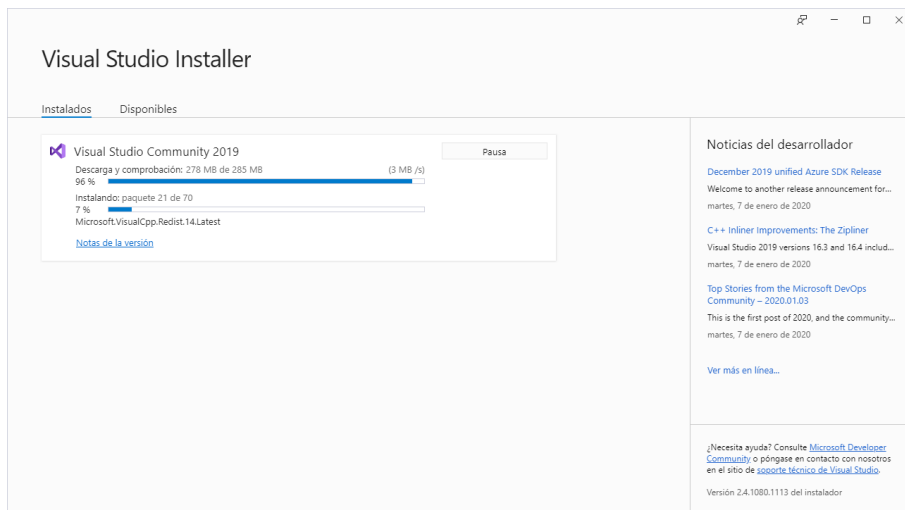 Visual Studio Installer
Instalados
Disponibles
Visual Studio Community 2019
Pausa
Descarga y comprobación: 278 MB de 285 MB
(3 MB /s)
96 %
Instalando: paquete 21 de 70
7 %
Microsoft.VisualCpp.Redist.14.Latest
Notas de la versión
Noticias del desarrollador
December 2019 unified Azure SDK Release
Welcome to another release announcement for...
martes, 7 de enero de 2020
C++ Inliner Improvements: The Zipliner
Visual Studio 2019 versions 16.3 and 16.4 includ...
martes, 7 de enero de 2020
Top Stories from the Microsoft DevOps
Community – 2020.01.03
This is the first post of 2020, and the community...
martes, 7 de enero de 2020
Ver más en línea...
¿Necesita ayuda? Consulte Microsoft Developer
Community o póngase en contacto con nosotros
en el sitio de soporte técnico de Visual Studio.
Versión 2.4.1080.1113 del instalador